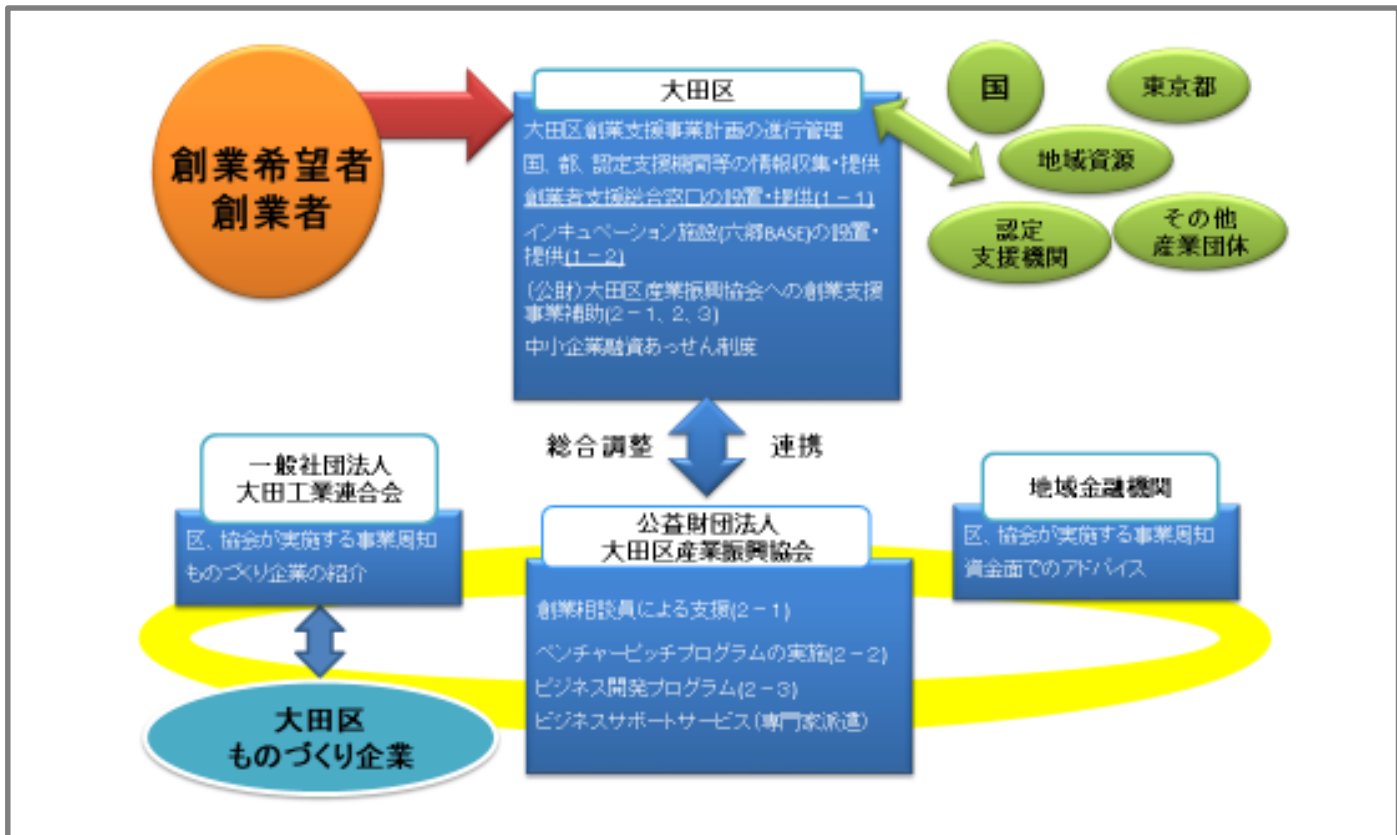 創業希望者
創業者
大田区
大田区創業支援事業計画の進行管理
国、都、認定支援機関等の情報収集・提供
創業者支援総合窓口の設置・提供(1－1)
インキュベーション施設(六郷BASE)の設置・
提供(1－2)
(公財)大田区産業振興協会への創業支援
事業補助(2－1、2、3)
中小企業融資あっせん制度
国
東京都
地域資源
認定
支援機関
その他
産業団体
総合調整
連携
一般社団法人
大田工業連合会
区、協会が実施する事業周知
ものづくり企業の紹介
公益財団法人
大田区産業振興協会
創業相談員による支援(2－1)
ベンチャーピッチプログラムの実施(2－2)
ビジネス開発プログラム(2－3)
ビジネスサポートサービス(専門家派遣)
地域金融機関
区、協会が実施する事業周知
資金面でのアドバイス
大田区
ものづくり企業